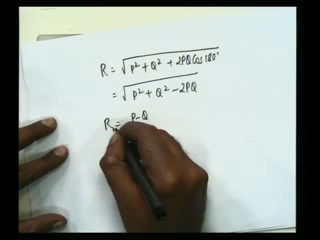 R = √P² + Q² + 2PQ Cos 180°
= √P² + Q² - 2PQ
R = P-Q